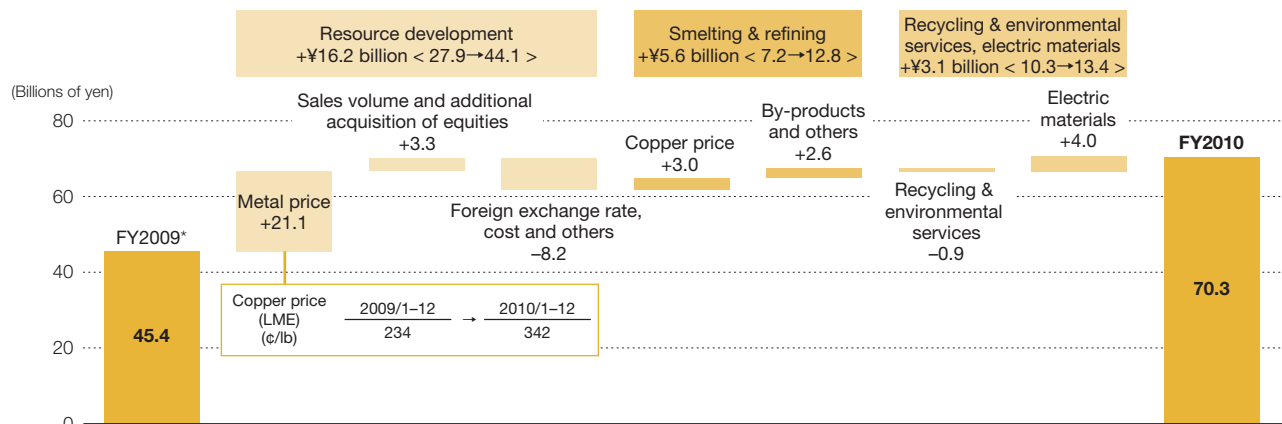 Resource development
+¥16.2 billion < 27.9→44.1 >
Smelting & refining
+¥5.6 billion < 7.2→12.8 >
Recycling & environmental
services, electric materials
+¥3.1 billion < 10.3→13.4 >
(Billions of yen)
80
60
40
20
0
FY2009*
45.4
Metal price
+21.1
Sales volume and additional
acquisition of equities
+3.3
Foreign exchange rate,
cost and others
–8.2
Copper price
+3.0
By-products
and others
+2.6
Recycling &
environmental
services
–0.9
Electric
materials
+4.0
FY2010
70.3
Copper price
(LME)
(¢/lb)
2009/1–12 → 2010/1–12
234 342